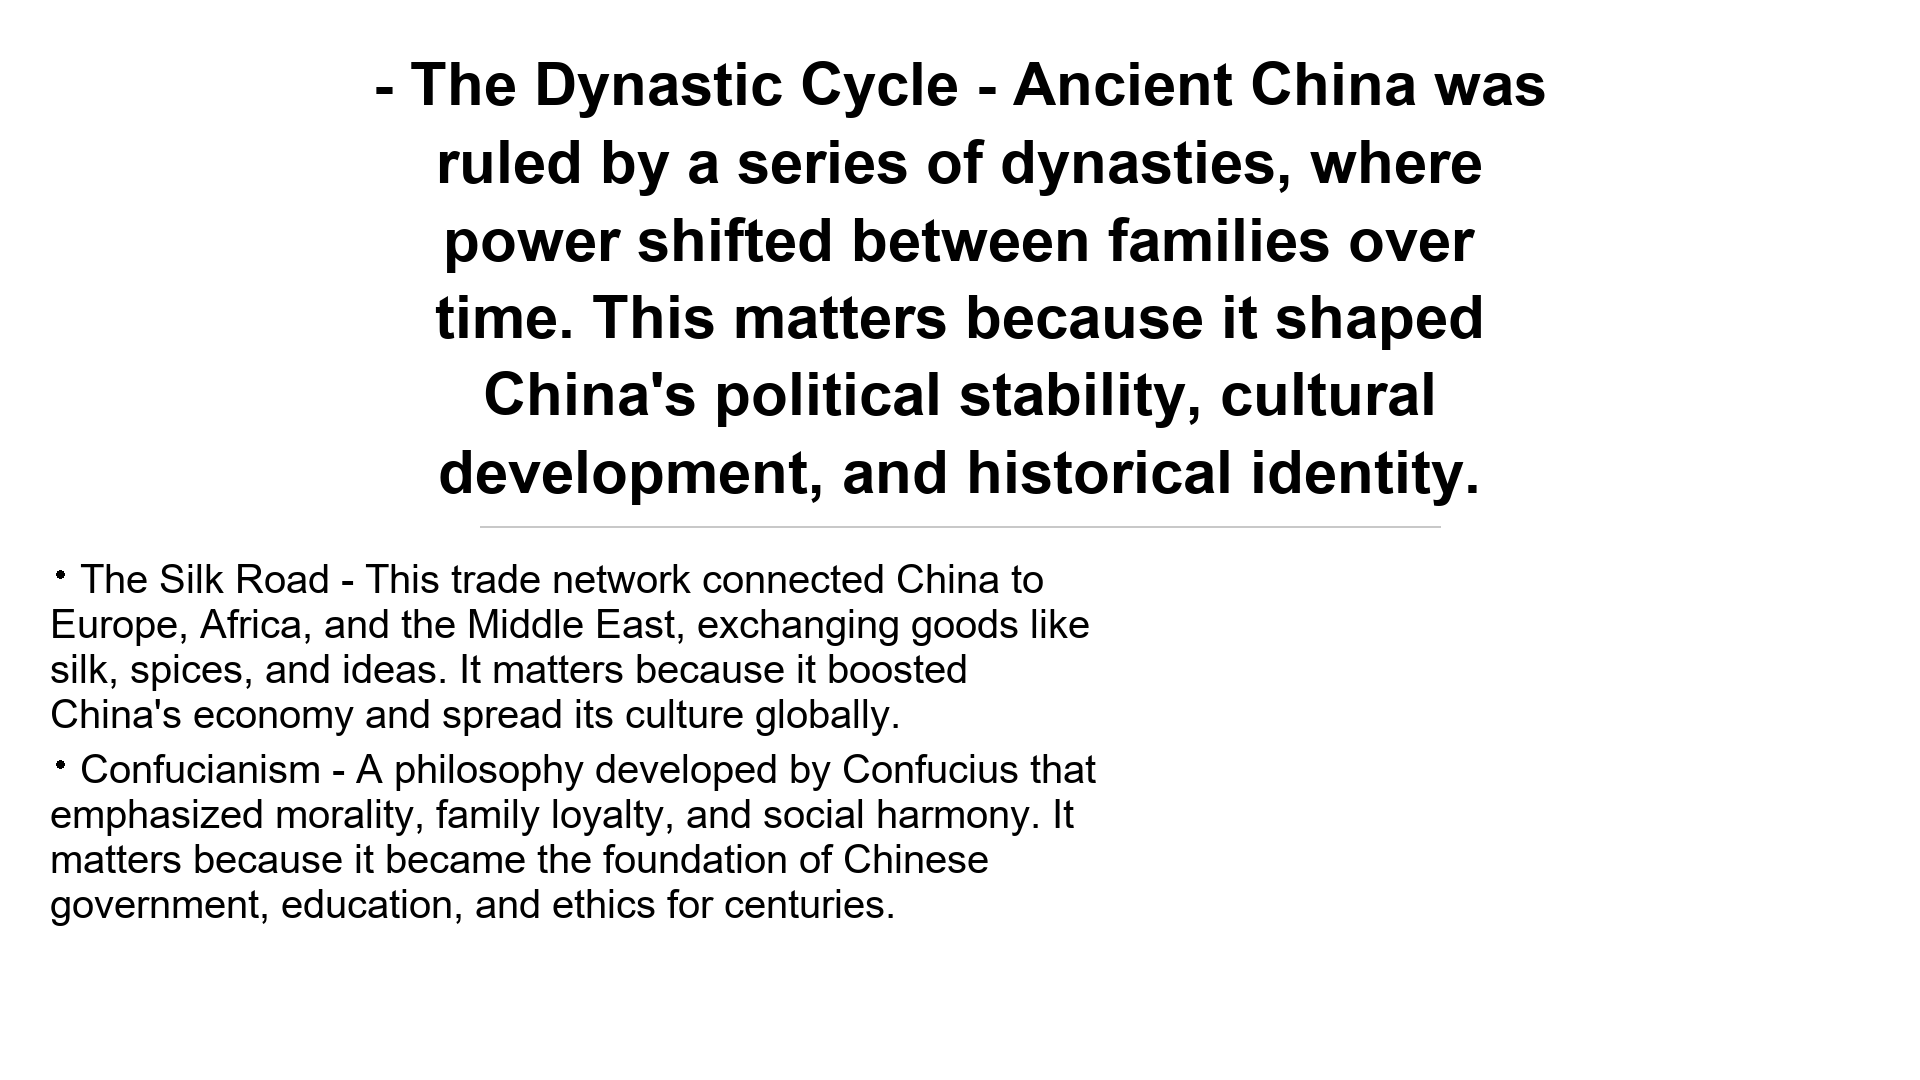 - The Dynastic Cycle - Ancient China was
ruled by a series of dynasties, where
power shifted between families over
time. This matters because it shaped
China's political stability, cultural
development, and historical identity.
• The Silk Road - This trade network connected China to
Europe, Africa, and the Middle East, exchanging goods like
silk, spices, and ideas. It matters because it boosted
China's economy and spread its culture globally.
• Confucianism - A philosophy developed by Confucius that
emphasized morality, family loyalty, and social harmony. It
matters because it became the foundation of Chinese
government, education, and ethics for centuries.